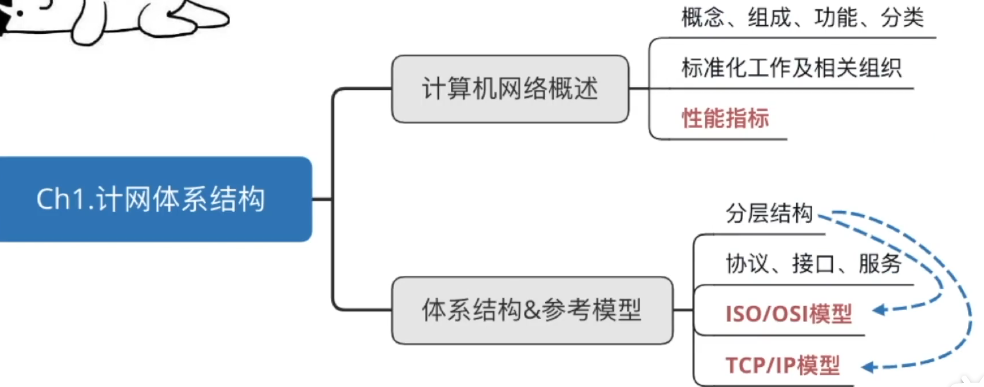 概念、组成、功能、分类
标准化工作及相关组织
计算机网络概述
性能指标
Ch1.计网体系结构
分层结构
协议、接口、服务
体系结构&参考模型
ISO/OSI模型
TCP/IP模型